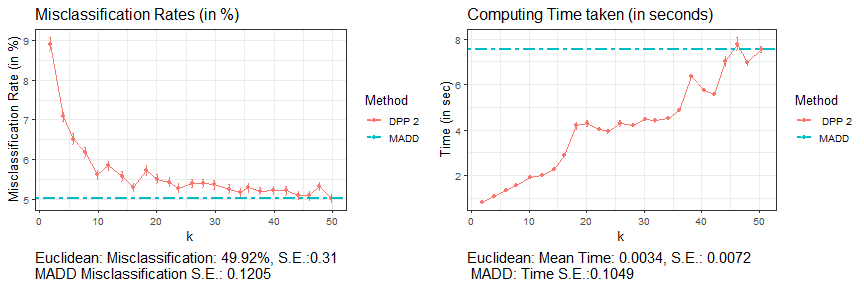 Misclassification Rates (in %)
Misclassification Rate (in %)
9
8
7
6
5
0
10
20
30
40
50
k
Method
DPP 2
MADD
Euclidean: Misclassification: 49.92%, S.E.:0.31
MADD Misclassification S.E.: 0.1205
Computing Time taken (in seconds)
Time (in sec)
8
6
4
2
0
10
20
30
40
50
k
Method
DPP 2
MADD
Euclidean: Mean Time: 0.0034, S.E.: 0.0072
MADD: Time S.E.:0.1049